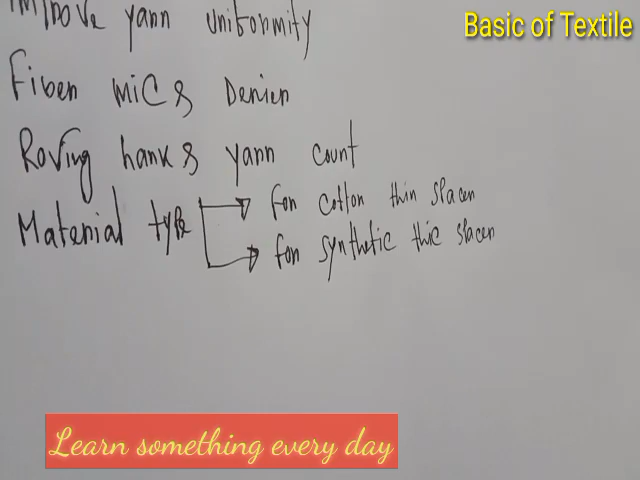 Basic of Textile
Improve yarn uniformity
Fiber mic & Denier
Roving hank & yarn count
Material type → for cotton thin spacer
→ for synthetic thic spacer
Learn something every day